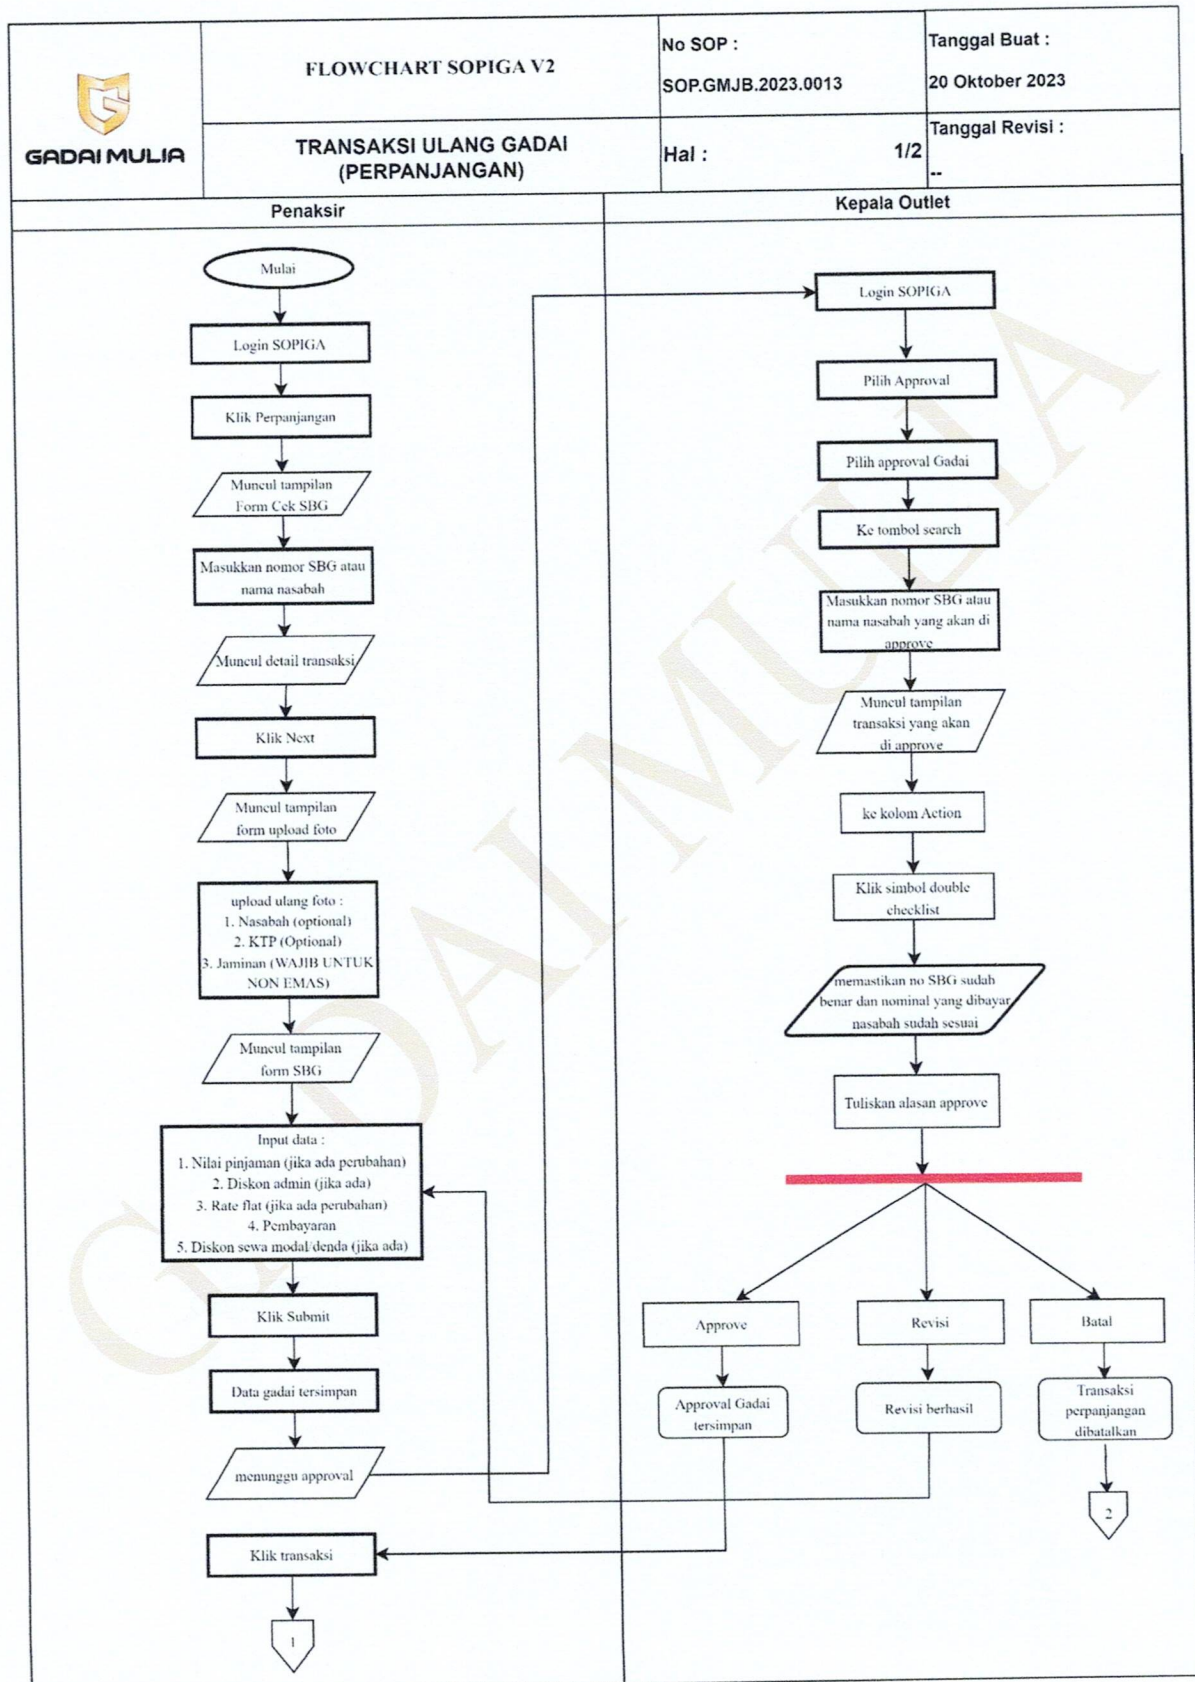 GADAI MULIA
FLOWCHART SOPIGA V2
TRANSAKSI ULANG GADAI
(PERPANJANGAN)
No SOP :
SOP.GMJB.2023.0013
Hal : 1/2
Tanggal Buat :
20 Oktober 2023
Tanggal Revisi :
--
Penaksir
Mulai
Login SOPIGA
Klik Perpanjangan
Muncul tampilan
Form Cek SBG
Masukkan nomor SBG atau
nama nasabah
Muncul detail transaksi
Klik Next
Muncul tampilan
form upload foto
upload ulang foto :
1. Nasabah (optional)
2. KTP (Optional)
3. Jaminan (WAJIB UNTUK
NON EMAS)
Muncul tampilan
form SBG
Input data :
1. Nilai pinjaman (jika ada perubahan)
2. Diskon admin (jika ada)
3. Rate flat (jika ada perubahan)
4. Pembayaran
5. Diskon sewa modal/denda (jika ada)
Klik Submit
Data gadai tersimpan
menunggu approval
Klik transaksi
1
Kepala Outlet
Login SOPIGA
Pilih Approval
Pilih approval Gadai
Ke tombol search
Masukkan nomor SBG atau
nama nasabah yang akan di
approve
Muncul tampilan
transaksi yang akan
di approve
ke kolom Action
Klik simbol double
checklist
memastikan no SBG sudah
benar dan nominal yang dibayar
nasabah sudah sesuai
Tuliskan alasan approve
Approve
Revisi
Batal
Approval Gadai
tersimpan
Revisi berhasil
Transaksi
perpanjangan
dibatalkan
2
GADAI MULIA